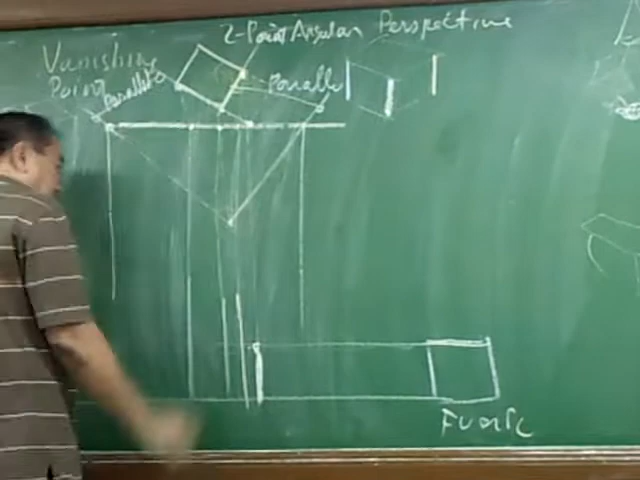 2-Point Angular Perspective
Vanishing
Point
Parallel
Parallel